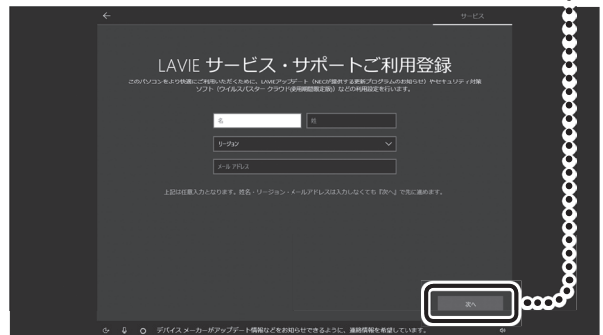 サービス
LAVIE サービス・サポートご利用登録
このパソコンをより快適にご利用いただくために、LAVIEアップデート（NECが提供する更新プログラムのお知らせ）やセキュリティ対策
ソフト（ウイルスバスター クラウド使用期間限定版）などの利用設定を行います。
名
姓
リージョン
メール アドレス
上記は任意入力となります。姓名・リージョン・メールアドレスは入力しなくても『次へ』で先に進めます。
次へ
デバイス メーカーがアップデート情報などをお知らせできるように、連絡情報を希望しています。